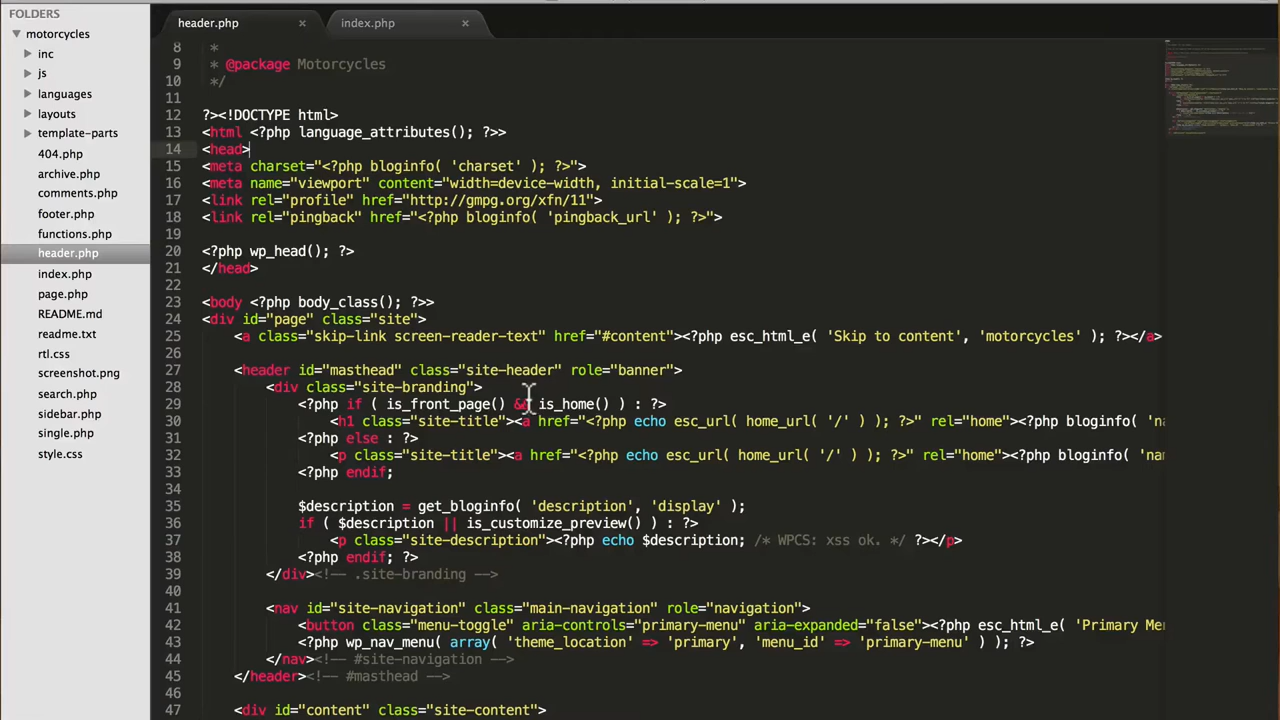 FOLDERS
motorcycles
inc
js
languages
layouts
template-parts
404.php
archive.php
comments.php
footer.php
functions.php
header.php
index.php
page.php
README.md
readme.txt
rtl.css
screenshot.png
search.php
sidebar.php
single.php
style.css
header.php × index.php ×
8 *
9 * @package Motorcycles
10 */
11
12 ?><!DOCTYPE html>
13 <html <?php language_attributes(); ?>>
14 <head>
15 <meta charset="<?php bloginfo( 'charset' ); ?>">
16 <meta name="viewport" content="width=device-width, initial-scale=1">
17 <link rel="profile" href="http://gmpg.org/xfn/11">
18 <link rel="pingback" href="<?php bloginfo( 'pingback_url' ); ?>">
19
20 <?php wp_head(); ?>
21 </head>
22
23 <body <?php body_class(); ?>>
24 <div id="page" class="site">
25 <a class="skip-link screen-reader-text" href="#content"><?php esc_html_e( 'Skip to content', 'motorcycles' ); ?></a>
26
27 <header id="masthead" class="site-header" role="banner">
28 <div class="site-branding">
29 <?php if ( is_front_page() && is_home() ) : ?>
30 <h1 class="site-title"><a href="<?php echo esc_url( home_url( '/' ) ); ?>" rel="home"><?php bloginfo( 'na
31 <?php else : ?>
32 <p class="site-title"><a href="<?php echo esc_url( home_url( '/' ) ); ?>" rel="home"><?php bloginfo( 'nam
33 <?php endif;
34
35 $description = get_bloginfo( 'description', 'display' );
36 if ( $description || is_customize_preview() ) : ?>
37 <p class="site-description"><?php echo $description; /* WPCS: xss ok. */ ?></p>
38 <?php endif; ?>
39 </div><!-- .site-branding -->
40
41 <nav id="site-navigation" class="main-navigation" role="navigation">
42 <button class="menu-toggle" aria-controls="primary-menu" aria-expanded="false"><?php esc_html_e( 'Primary Me
43 <?php wp_nav_menu( array( 'theme_location' => 'primary', 'menu_id' => 'primary-menu' ) ); ?>
44 </nav><!-- #site-navigation -->
45 </header><!-- #masthead -->
46
47 <div id="content" class="site-content">